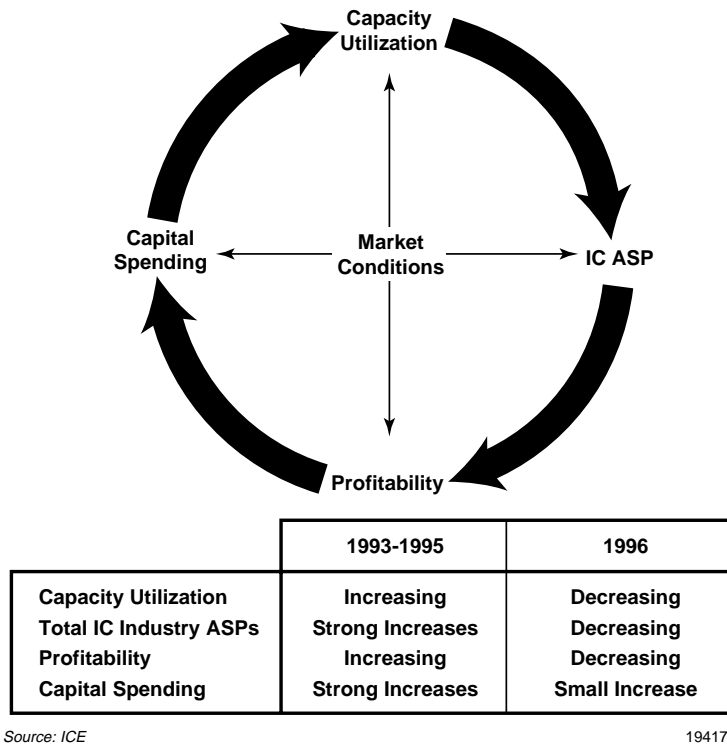 Capacity
Utilization
Capital
Spending
Market
Conditions
IC ASP
Profitability
1993-1995 1996
Capacity Utilization Increasing Decreasing
Total IC Industry ASPs Strong Increases Decreasing
Profitability Increasing Decreasing
Capital Spending Strong Increases Small Increase
Source: ICE 19417